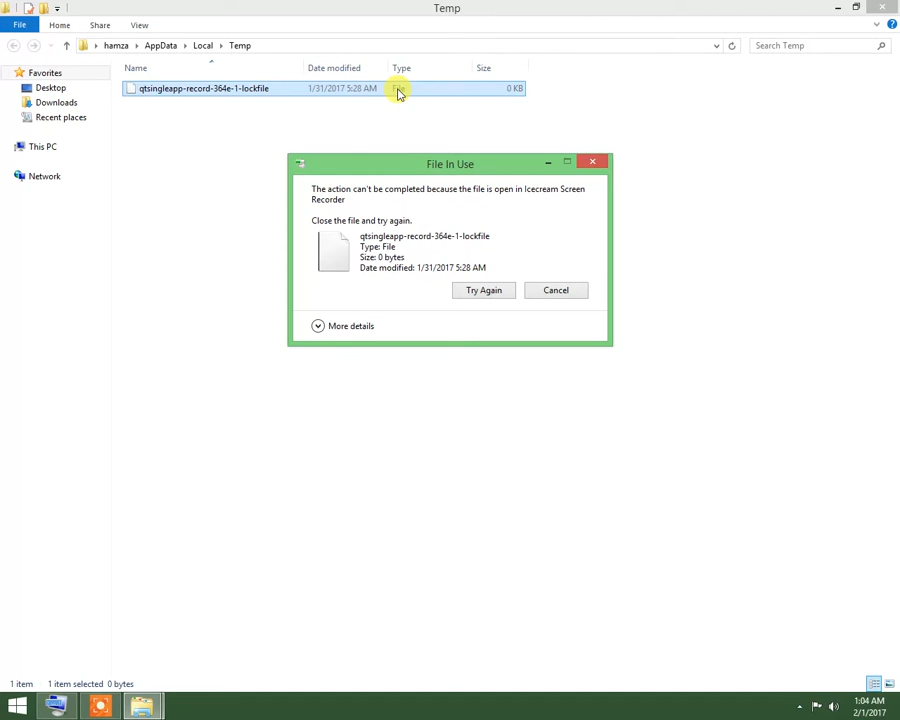 Temp
File
Home
Share
View
hamza
AppData
Local
Temp
Search Temp
Name
Date modified
Type
Size
Favorites
Desktop
Downloads
Recent places
This PC
Network
qtsingleapp-record-364e-1-lockfile
1/31/2017 5:28 AM
File
0 KB
File In Use
The action can't be completed because the file is open in Icecream Screen
Recorder
Close the file and try again.
qtsingleapp-record-364e-1-lockfile
Type: File
Size: 0 bytes
Date modified: 1/31/2017 5:28 AM
Try Again
Cancel
More details
1 item
1 item selected 0 bytes
1:04 AM
2/1/2017